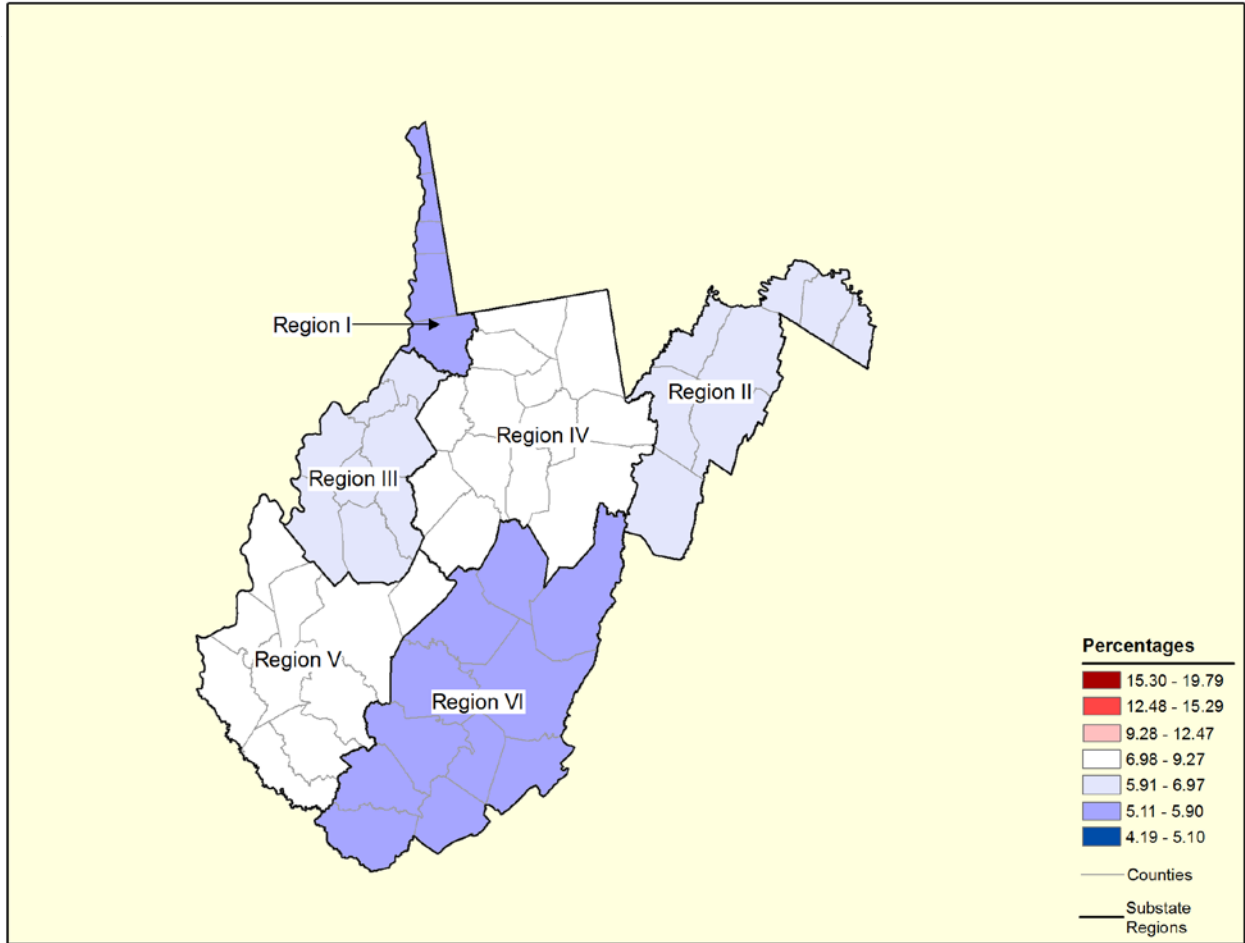 Region I
Region II
Region IV
Region III
Region V
Region VI
Percentages
15.30 - 19.79
12.48 - 15.29
9.28 - 12.47
6.98 - 9.27
5.91 - 6.97
5.11 - 5.90
4.19 - 5.10
Counties
Substate
Regions